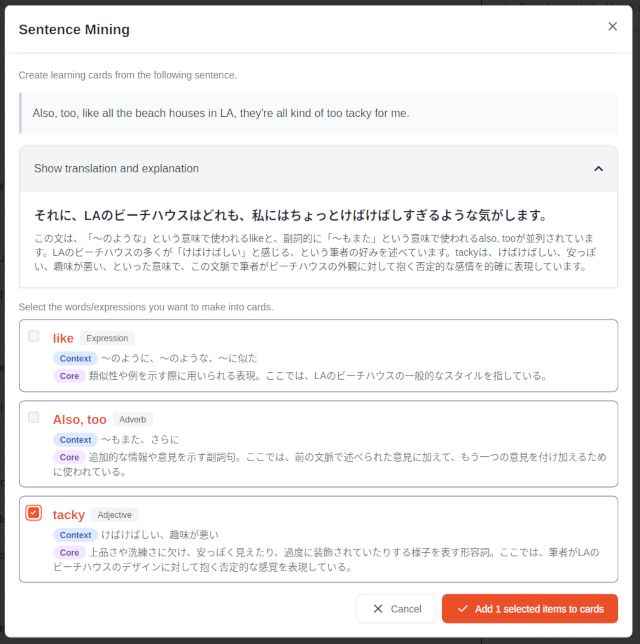 Sentence Mining
Create learning cards from the following sentence.
Also, too, like all the beach houses in LA, they're all kind of too tacky for me.
Show translation and explanation
それに、LAのビーチハウスはどれも、私にはちょっとけばけばしすぎるような気がします。
この文は、「〜のような」という意味で使われるlikeと、副詞的に「〜もまた」という意味で使われるalso, tooが並列されていま
す。LAのビーチハウスの多くが「けばけばしい」と感じる、という筆者の好みを述べています。tackyは、けばけばしい、安っぽ
い、趣味が悪い、といった意味で、この文脈で筆者がビーチハウスの外観に対して抱く否定的な感情を的確に表現しています。
Select the words/expressions you want to make into cards.
like Expression
Context 〜のように、〜のような、〜に似た
Core 類似性や例を示す際に用いられる表現。ここでは、LAのビーチハウスの一般的なスタイルを指している。
Also, too Adverb
Context 〜もまた、さらに
Core 追加的な情報や意見を示す副詞句。ここでは、前の文脈で述べられた意見に加えて、もう一つの意見を付け加えるため
に使われている。
tacky Adjective
Context けばけばしい、趣味が悪い
Core 上品さや洗練さに欠け、安っぽく見えたり、過度に装飾されていたりする様子を表す形容詞。ここでは、筆者がLAの
ビーチハウスのデザインに対して抱く否定的な感覚を表現している。
Cancel
Add 1 selected items to cards